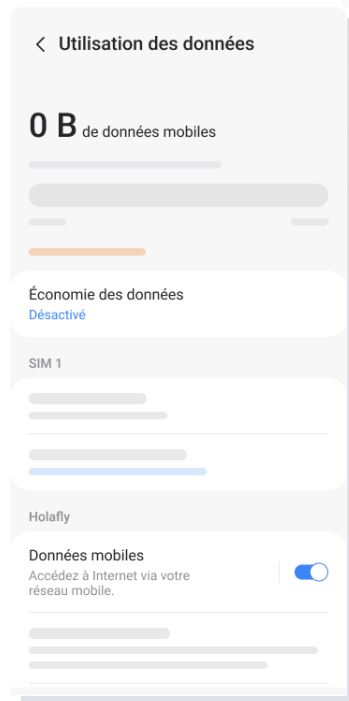 Utilisation des données
0 B de données mobiles
Économie des données
Désactivé
SIM 1
Holafly
Données mobiles
Accédez à Internet via votre
réseau mobile.